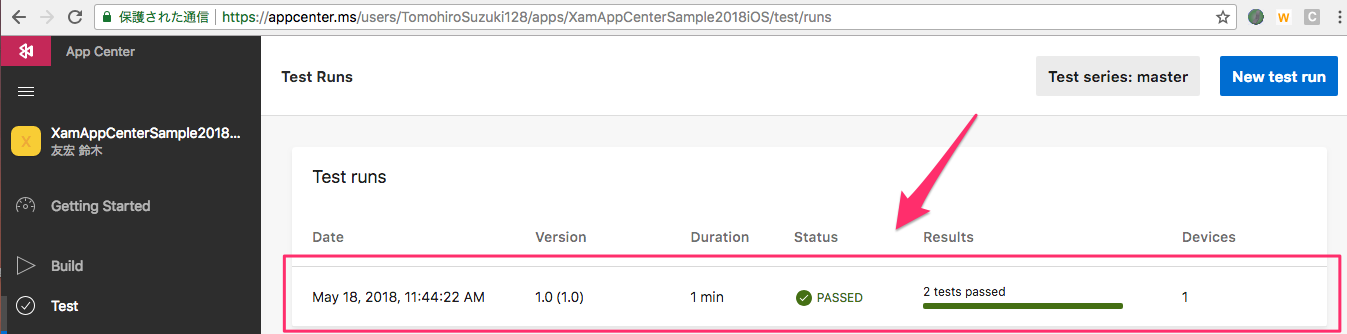 保護された通信
https://appcenter.ms/users/TomohiroSuzuki128/apps/XamAppCenterSample2018iOS/test/runs
W
C
App Center
Test Runs
Test series: master
New test run
X
XamAppCenterSample2018...
友宏 鈴木
Getting Started
Build
Test
Test runs
Date Version Duration Status Results Devices
May 18, 2018, 11:44:22 AM 1.0 (1.0) 1 min PASSED 2 tests passed 1